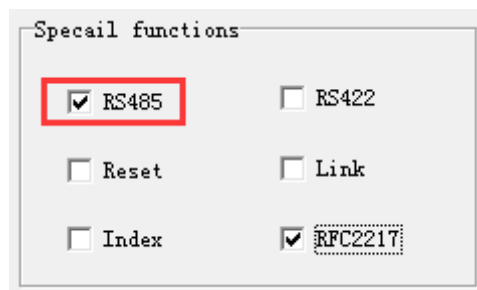 Specail functions
RS485 RS422
Reset Link
Index RFC2217